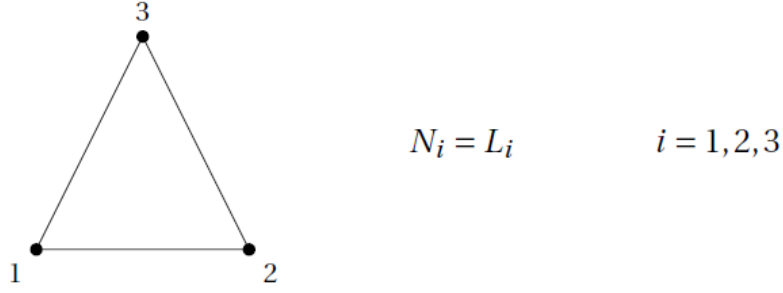 3
N_i = L_i    i = 1,2,3
1    2